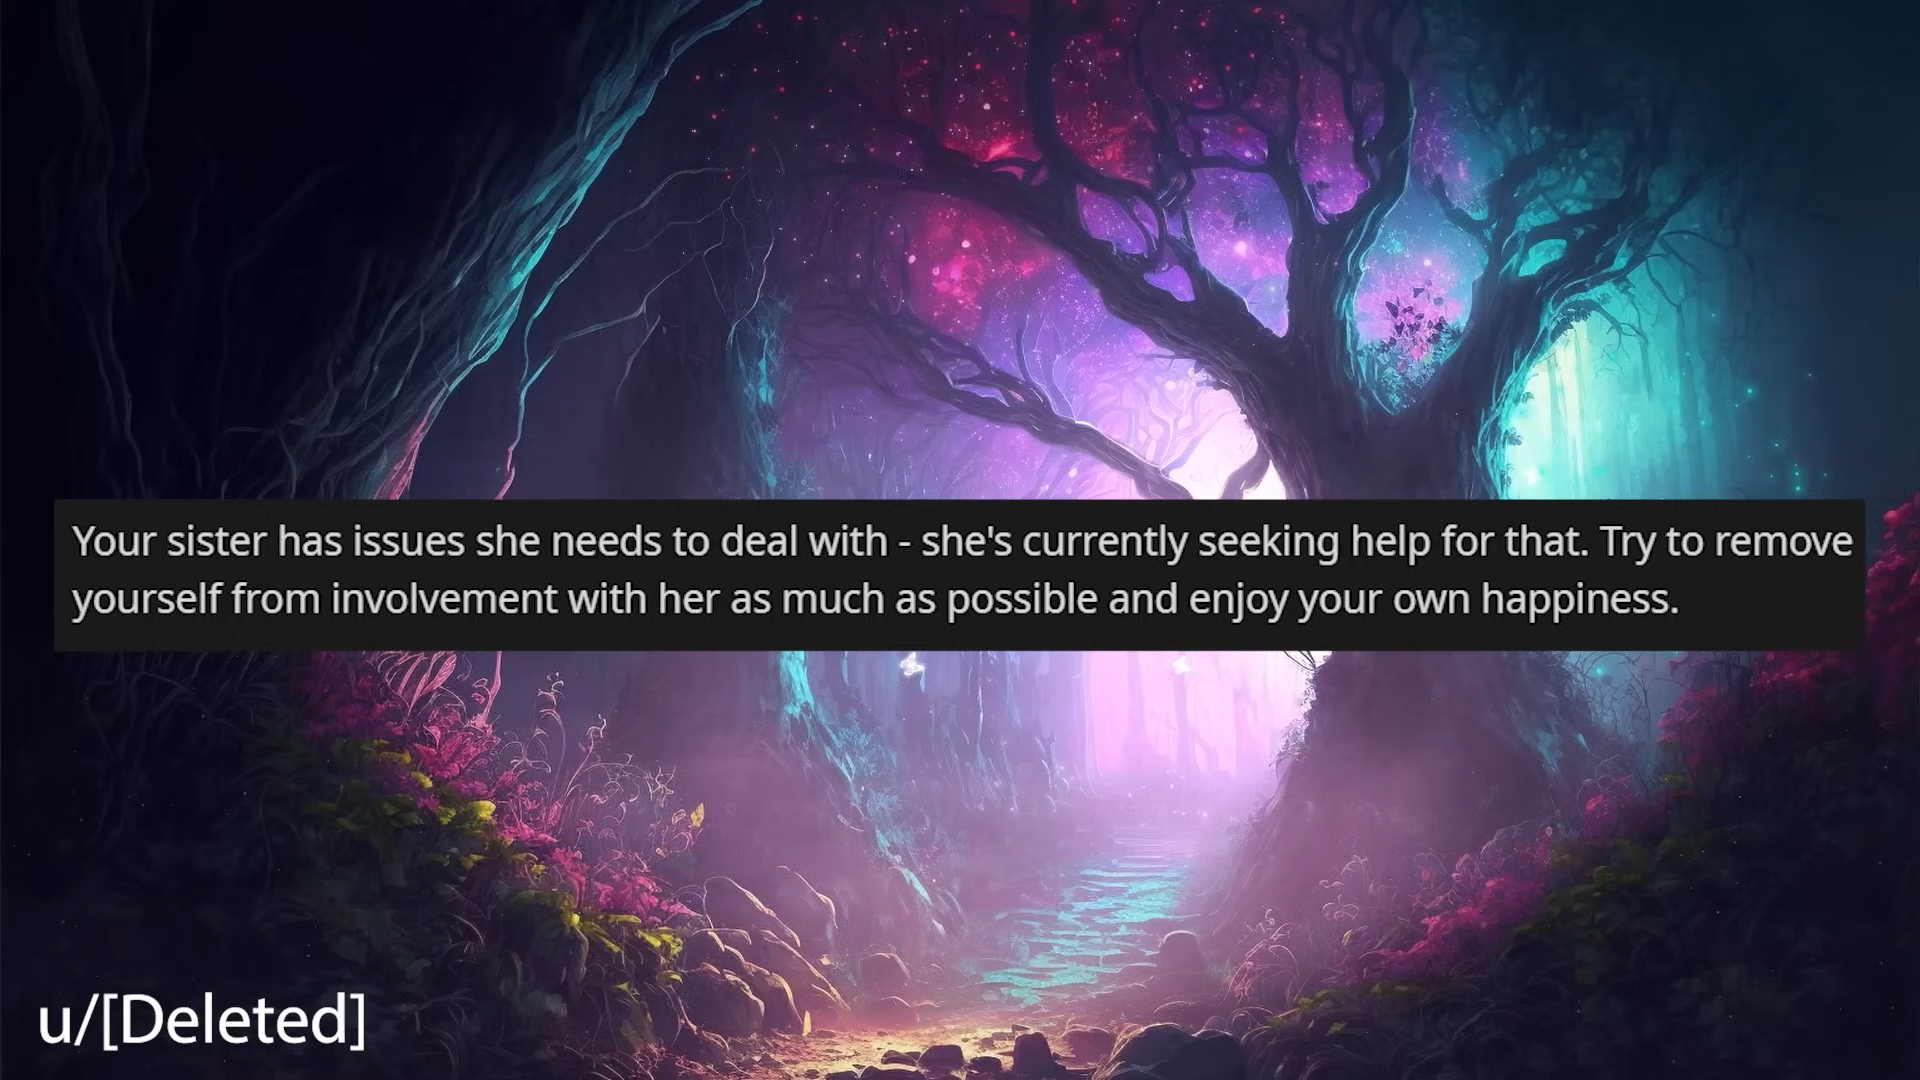 Your sister has issues she needs to deal with - she's currently seeking help for that. Try to remove
yourself from involvement with her as much as possible and enjoy your own happiness.
u/[Deleted]